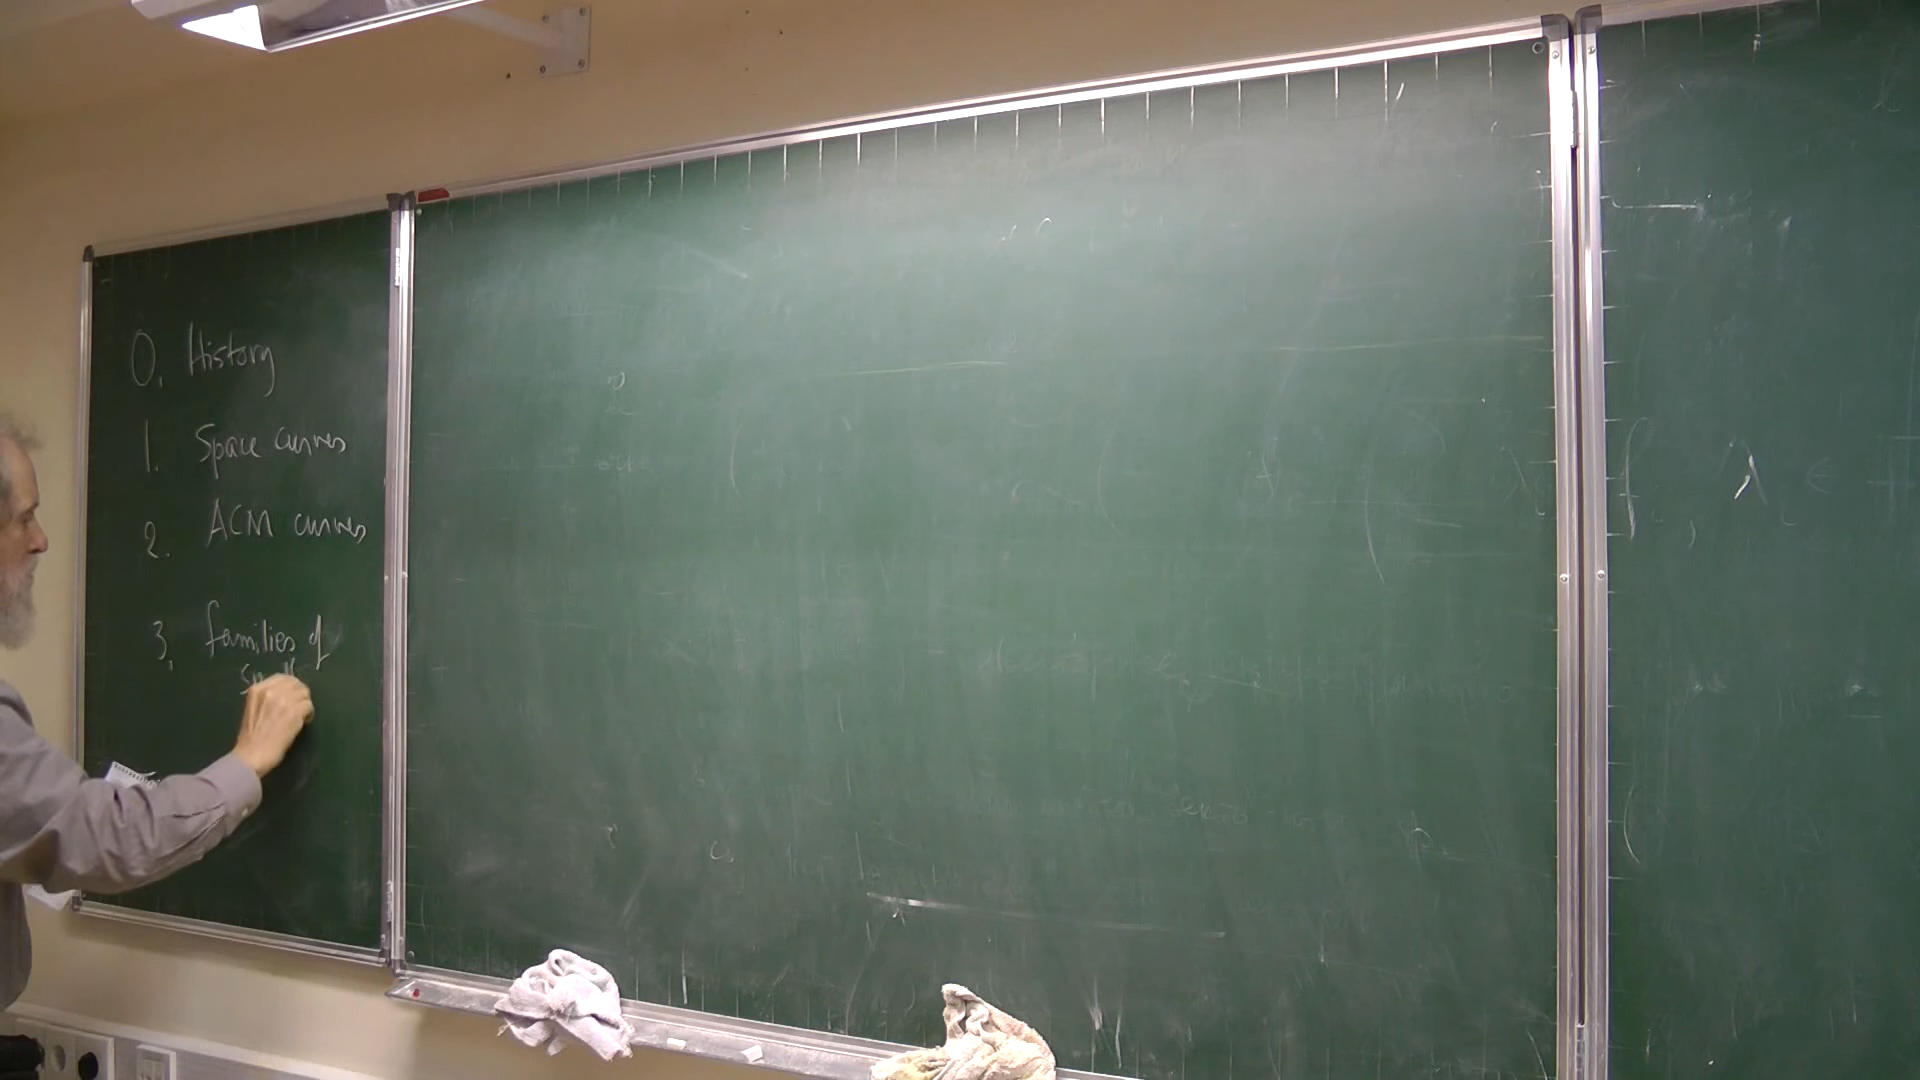 0. History
1. Space curves
2. ACM curves
3. families of